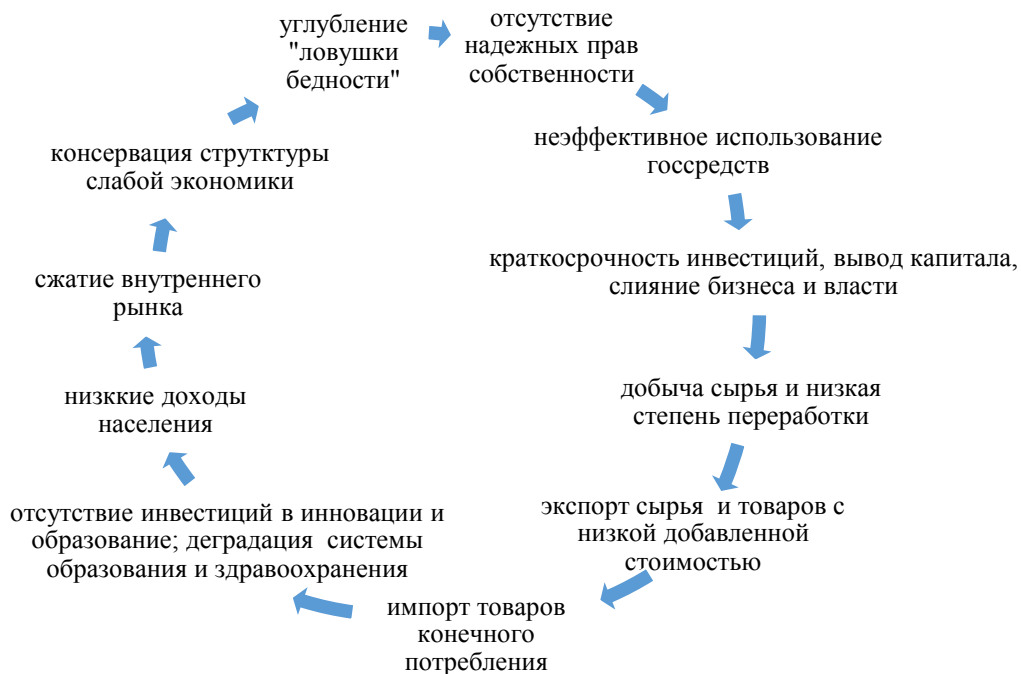 углубление
"ловушки
бедности"
отсутствие
надежных прав
собственности
неэффективное использование
госсредств
краткосрочность инвестиций, вывод капитала,
слияние бизнеса и власти
добыча сырья и низкая
степень переработки
экспорт сырья и товаров с
низкой добавленной
стоимостью
импорт товаров
конечного
потребления
отсутствие инвестиций в инновации и
образование; деградация системы
образования и здравоохранения
низккие доходы
населения
сжатие внутреннего
рынка
консервация струтктуры
слабой экономики